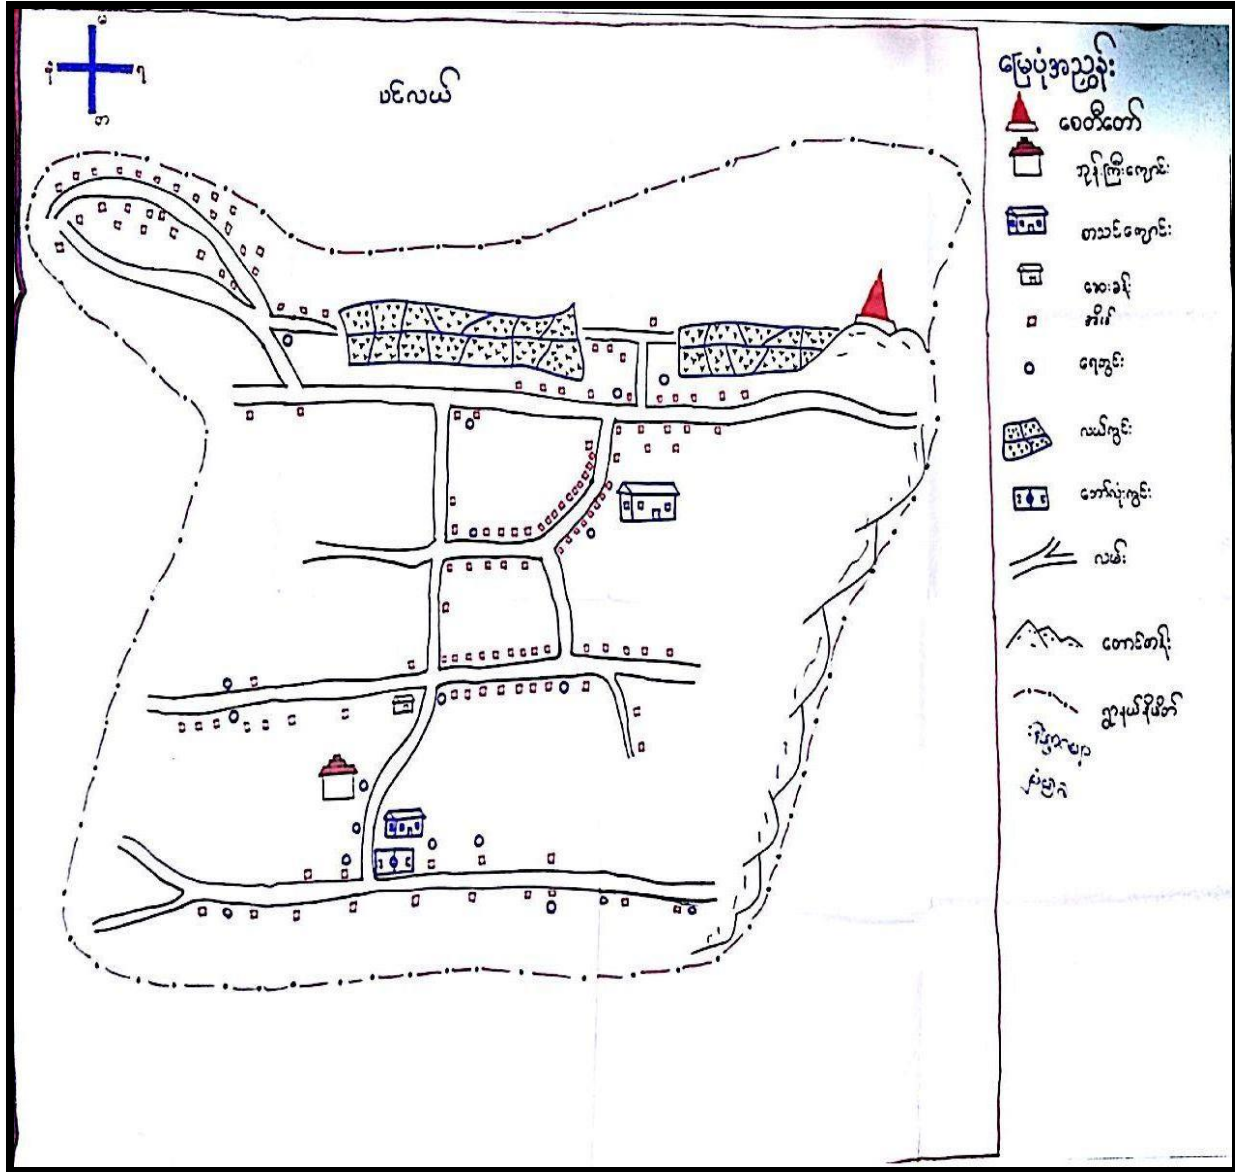 မ
န
ရ
တ
ပင်လယ်
မြေပုံအညွှန်း
စေတီတော်
ဘုန်းကြီးကျောင်း
စာသင်ကျောင်း
ဆေးခန်း
အိမ်
ရေတွင်း
လယ်ကွင်း
ဘော်လုံးကွင်း
လမ်း
တောင်တန်း
ရွာနယ်နိမိတ်